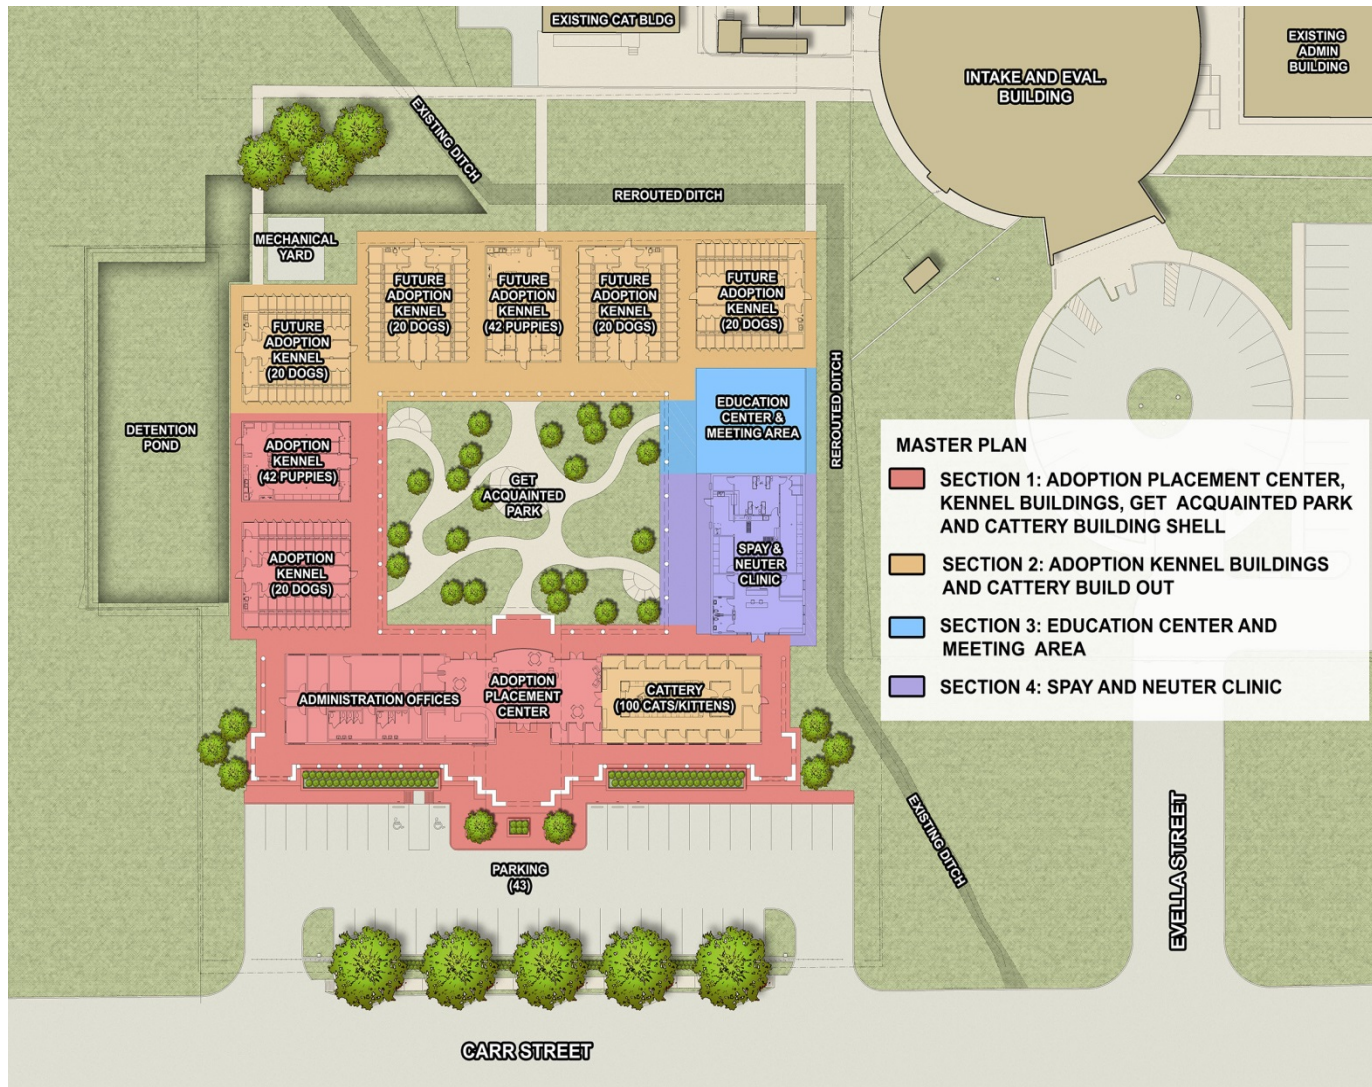 EXISTING CAT BLDG
EXISTING
ADMIN
BUILDING
INTAKE AND EVAL.
BUILDING
EXISTING DITCH
REROUTED DITCH
MECHANICAL
YARD
FUTURE
ADOPTION
KENNEL
(20 DOGS)
FUTURE
ADOPTION
KENNEL
(42 PUPPIES)
FUTURE
ADOPTION
KENNEL
(20 DOGS)
FUTURE
ADOPTION
KENNEL
(20 DOGS)
FUTURE
ADOPTION
KENNEL
(20 DOGS)
REROUTED DITCH
DETENTION
POND
EDUCATION
CENTER &
MEETING AREA
ADOPTION
KENNEL
(42 PUPPIES)
GET
ACQUAINTED
PARK
SPAY &
NEUTER
CLINIC
ADOPTION
KENNEL
(20 DOGS)
ADMINISTRATION OFFICES
ADOPTION
PLACEMENT
CENTER
CATTERY
(100 CATS/KITTENS)
MASTER PLAN
SECTION 1: ADOPTION PLACEMENT CENTER,
KENNEL BUILDINGS, GET ACQUAINTED PARK
AND CATTERY BUILDING SHELL
SECTION 2: ADOPTION KENNEL BUILDINGS
AND CATTERY BUILD OUT
SECTION 3: EDUCATION CENTER AND
MEETING AREA
SECTION 4: SPAY AND NEUTER CLINIC
PARKING
(43)
EXISTING DITCH
EVELLA STREET
CARR STREET